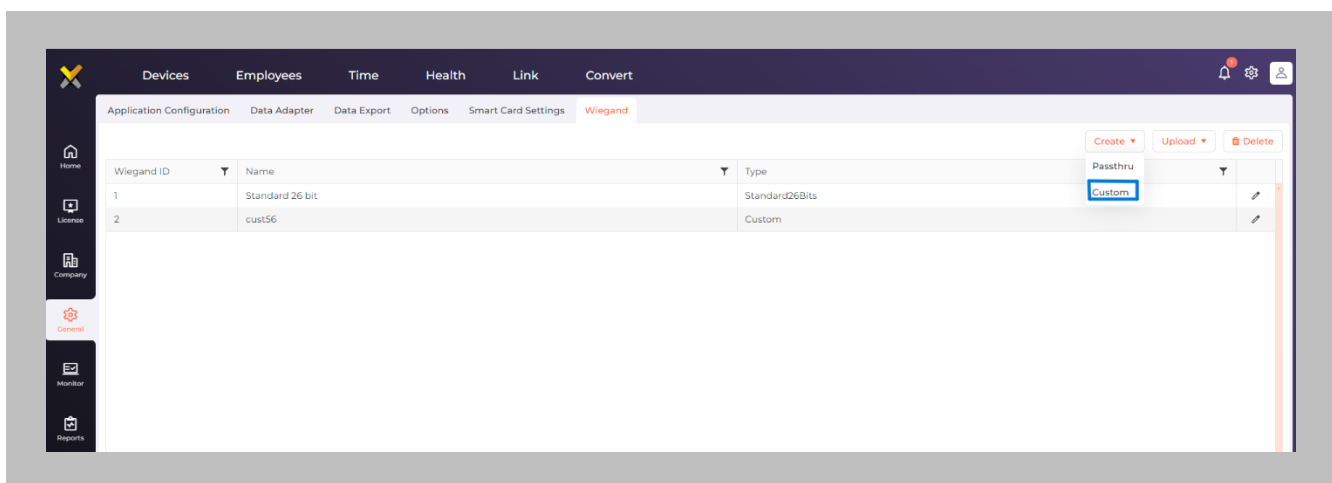 Devices Employees Time Health Link Convert
1
Application Configuration Data Adapter Data Export Options Smart Card Settings Wiegand
Create Upload Delete
Home
Wiegand ID Name Type
Passthru
1 Standard 26 bit Standard26Bits
Custom
License
2 cust56 Custom
Company
General
Monitor
Reports